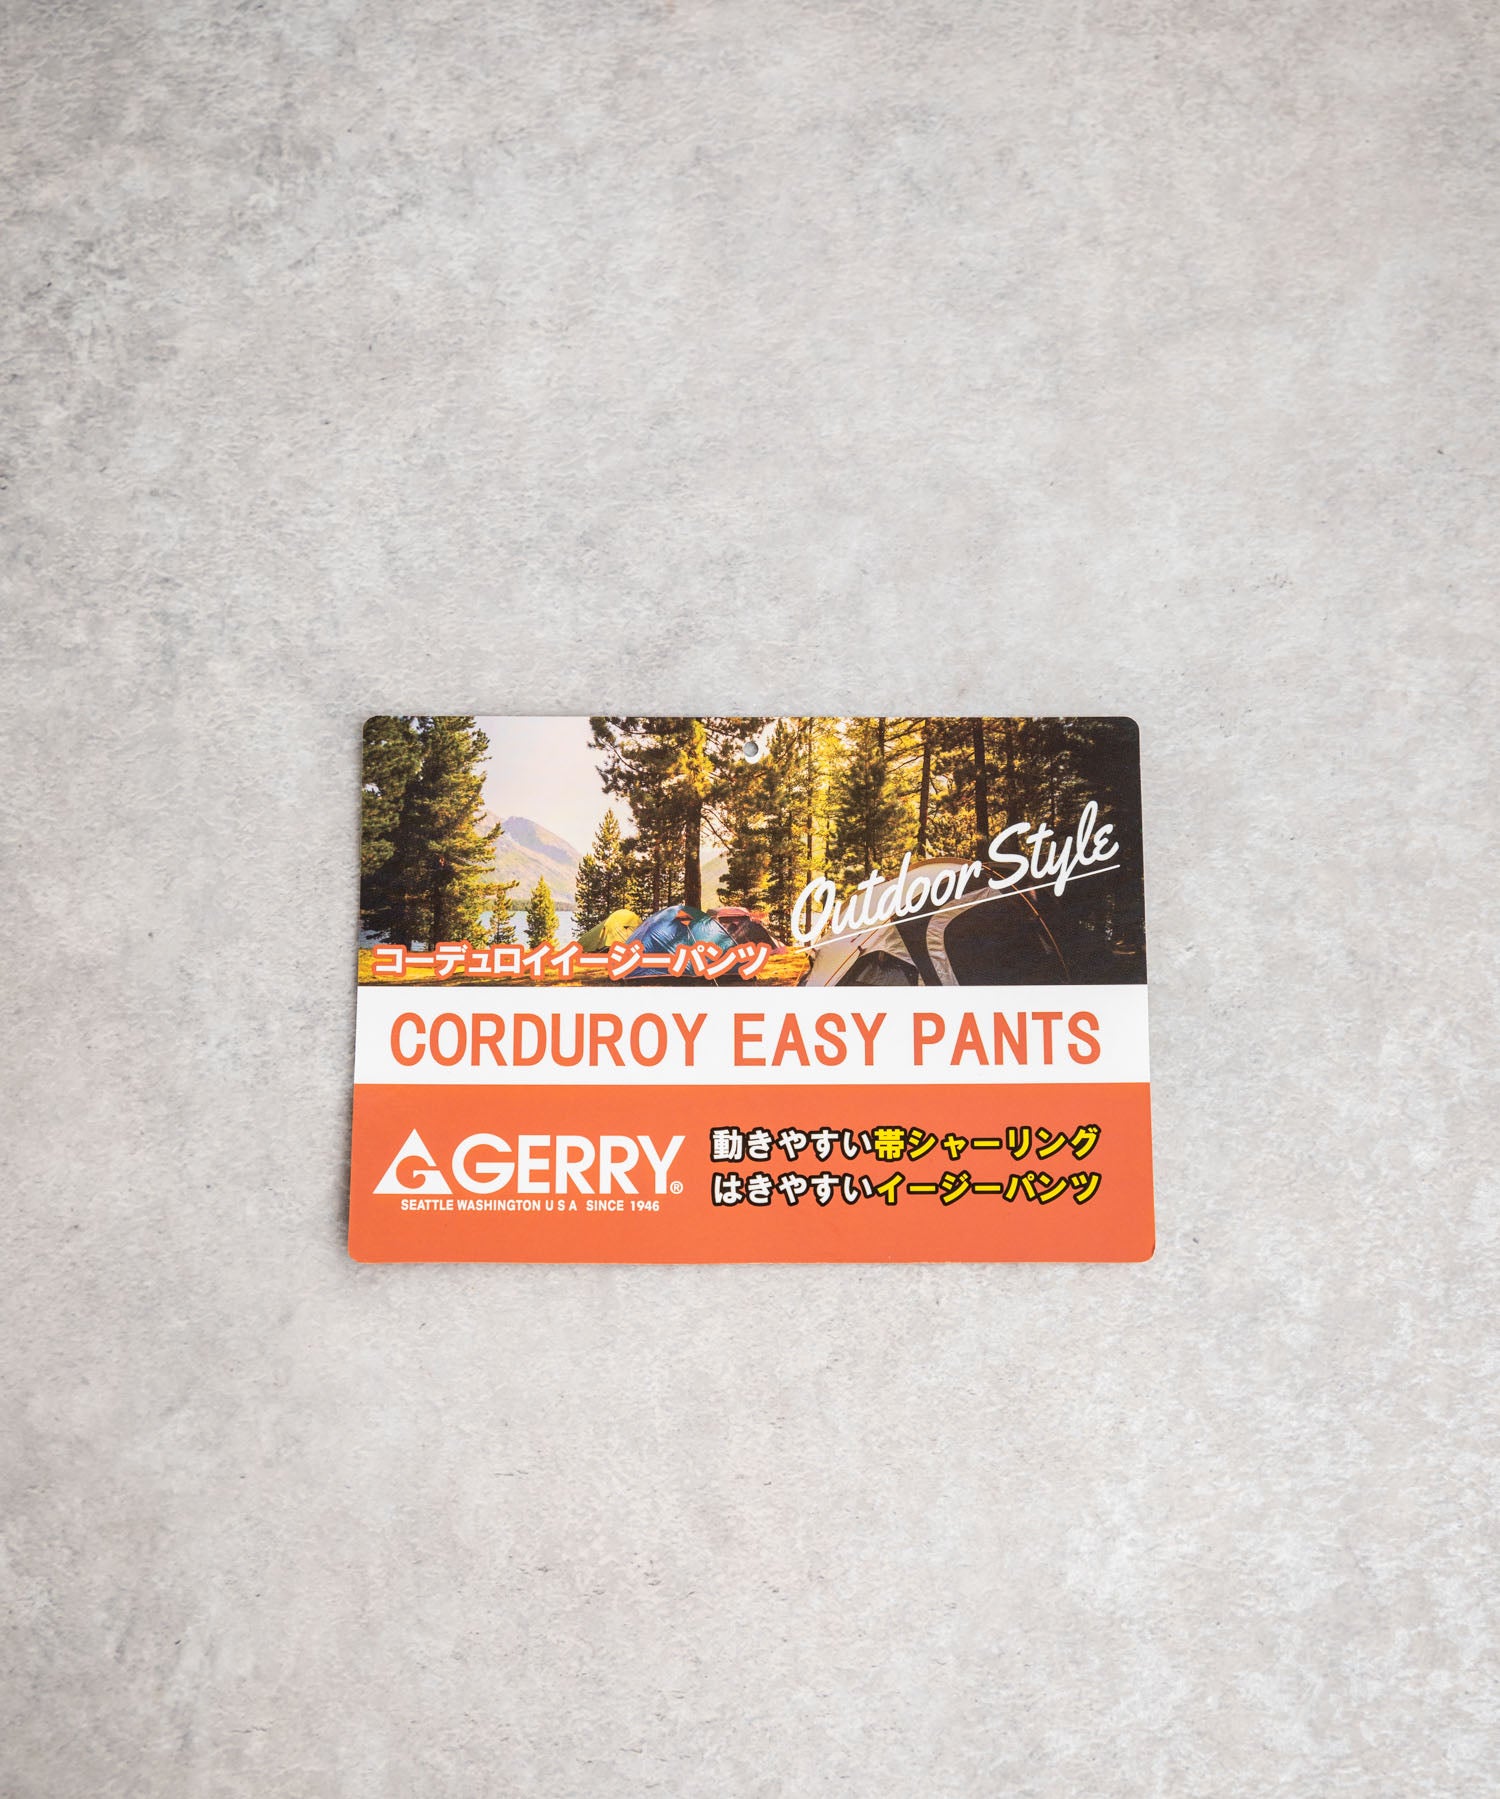 Outdoor Style
コーデュロイイージーパンツ
CORDUROY EASY PANTS
GERRY®
SEATTLE WASHINGTON U S A SINCE 1946
動きやすい帯シャーリング
はきやすいイージーパンツ